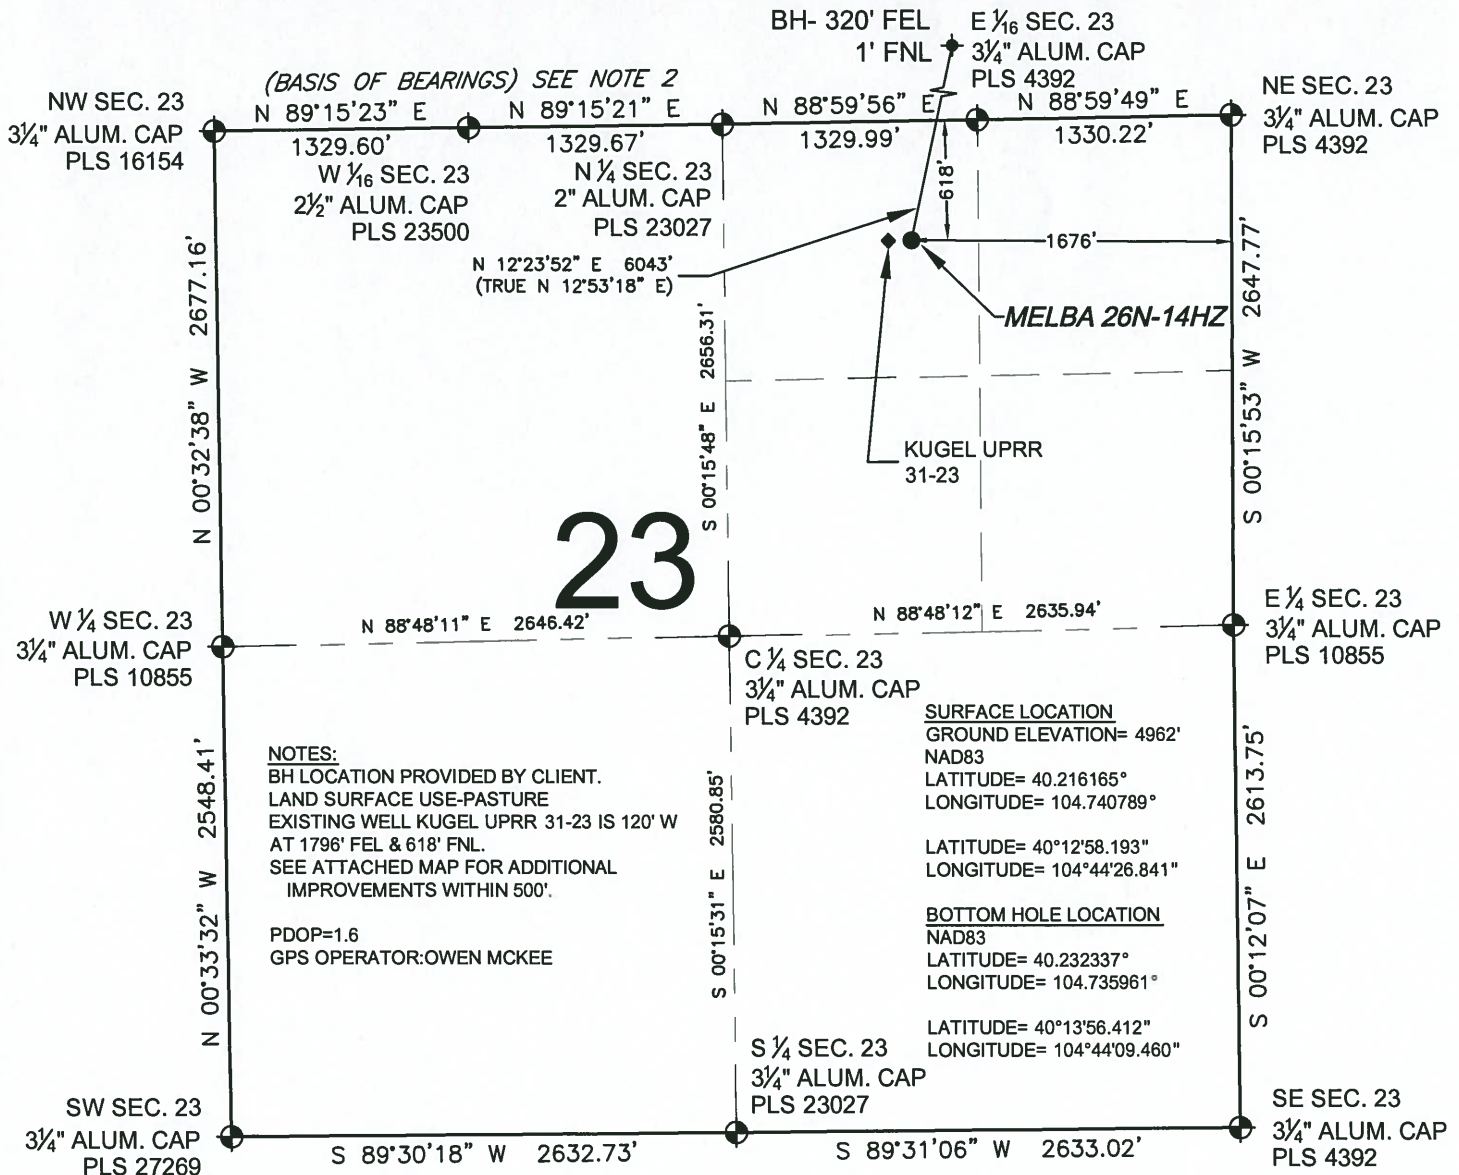 BH- 320' FEL
1' FNL
E 1/16 SEC. 23
3¼" ALUM. CAP
PLS 4392
(BASIS OF BEARINGS) SEE NOTE 2
NW SEC. 23
3¼" ALUM. CAP
PLS 16154
N 89°15'23" E
1329.60'
N 89°15'21" E
1329.67'
N 88°59'56" E
1329.99'
N 88°59'49" E
1330.22'
NE SEC. 23
3¼" ALUM. CAP
PLS 4392
W 1/16 SEC. 23
2½" ALUM. CAP
PLS 23500
N ¼ SEC. 23
2" ALUM. CAP
PLS 23027
618'
1676'
N 12°23'52" E 6043'
(TRUE N 12°53'18" E)
MELBA 26N-14HZ
N 00°32'38" W 2677.16'
S 00°15'48" E 2656.31'
S 00°15'53" W 2647.77'
KUGEL UPRR
31-23
23
W ¼ SEC. 23
3¼" ALUM. CAP
PLS 10855
N 88°48'11" E 2646.42'
N 88°48'12" E 2635.94'
E ¼ SEC. 23
3¼" ALUM. CAP
PLS 10855
C ¼ SEC. 23
3¼" ALUM. CAP
PLS 4392
NOTES:
BH LOCATION PROVIDED BY CLIENT.
LAND SURFACE USE-PASTURE
EXISTING WELL KUGEL UPRR 31-23 IS 120' W
AT 1796' FEL & 618' FNL.
SEE ATTACHED MAP FOR ADDITIONAL
IMPROVEMENTS WITHIN 500'.
PDOP=1.6
GPS OPERATOR:OWEN MCKEE
SURFACE LOCATION
GROUND ELEVATION= 4962'
NAD83
LATITUDE= 40.216165°
LONGITUDE= 104.740789°
LATITUDE= 40°12'58.193"
LONGITUDE= 104°44'26.841"
BOTTOM HOLE LOCATION
NAD83
LATITUDE= 40.232337°
LONGITUDE= 104.735961°
LATITUDE= 40°13'56.412"
LONGITUDE= 104°44'09.460"
N 00°33'32" W 2548.41'
S 00°15'31" E 2580.85'
S 00°12'07" E 2613.75'
SW SEC. 23
3¼" ALUM. CAP
PLS 27269
S ¼ SEC. 23
3¼" ALUM. CAP
PLS 23027
SE SEC. 23
3¼" ALUM. CAP
PLS 4392
S 89°30'18" W 2632.73'
S 89°31'06" W 2633.02'